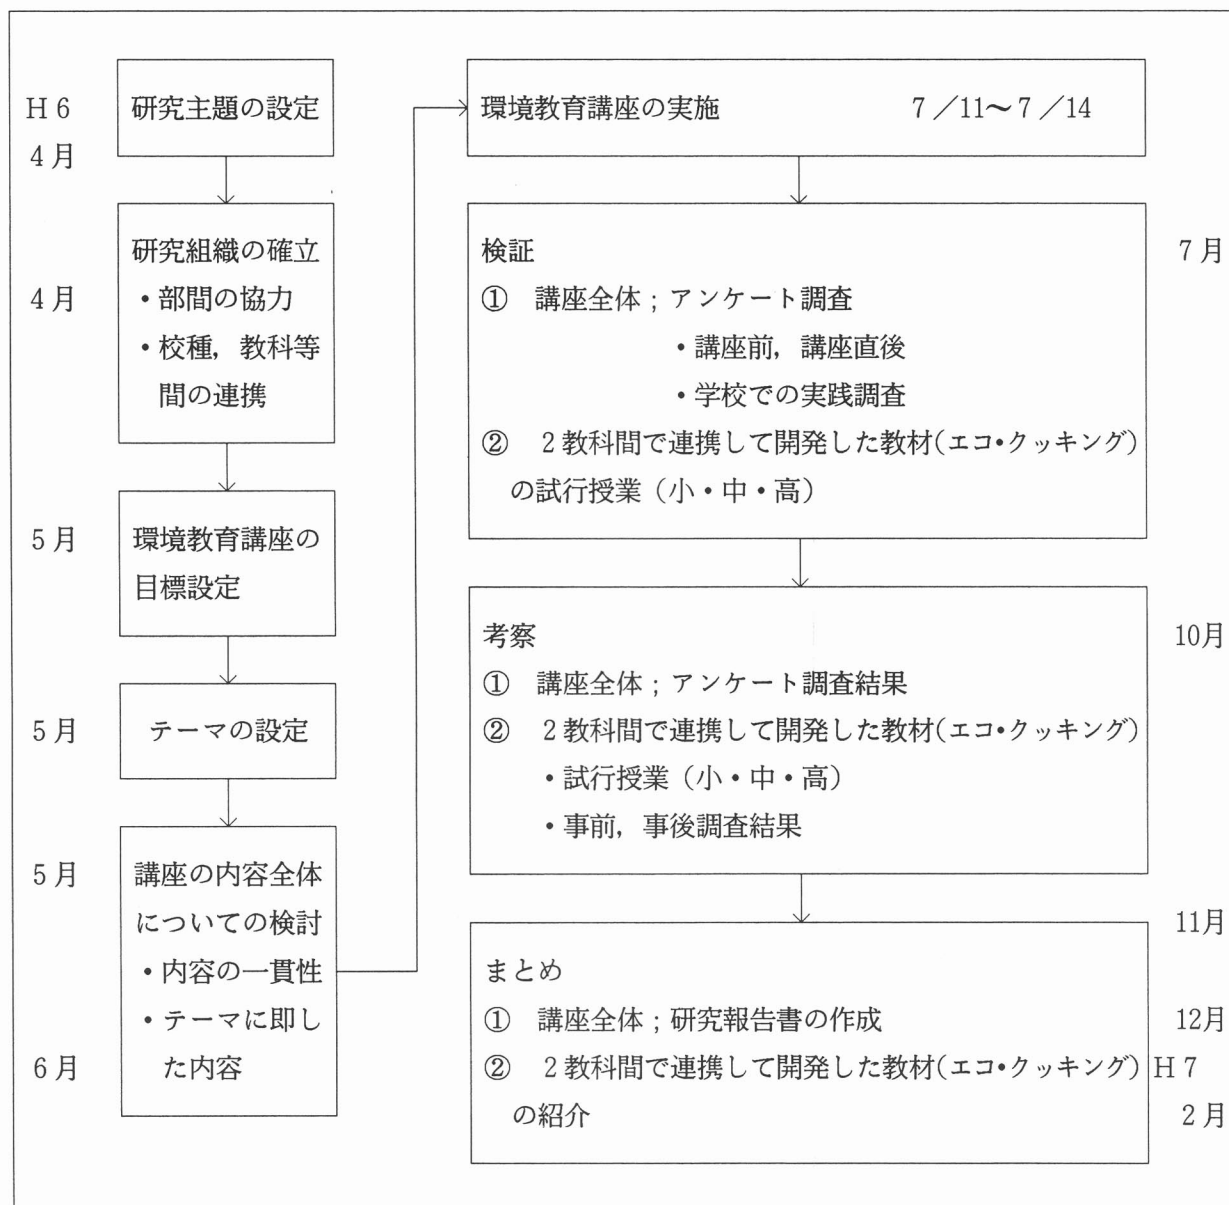 H 6
4月
研究主題の設定
4月
研究組織の確立
・部間の協力
・校種，教科等
間の連携
5月
環境教育講座の
目標設定
5月
テーマの設定
5月
講座の内容全体
についての検討
・内容の一貫性
・テーマに即し
6月
た内容
環境教育講座の実施 7／11～7／14
検証
7月
① 講座全体；アンケート調査
・講座前，講座直後
・学校での実践調査
② 2教科間で連携して開発した教材(エコ・クッキング)
の試行授業（小・中・高）
考察
10月
① 講座全体；アンケート調査結果
② 2教科間で連携して開発した教材(エコ・クッキング)
・試行授業（小・中・高）
・事前，事後調査結果
11月
まとめ
① 講座全体；研究報告書の作成
12月
② 2教科間で連携して開発した教材(エコ・クッキング)
H 7
の紹介
2月